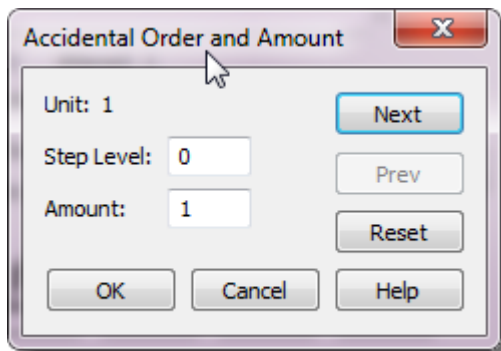 Accidental Order and Amount
Unit: 1
Next
Step Level: 0
Prev
Amount: 1
Reset
OK Cancel Help